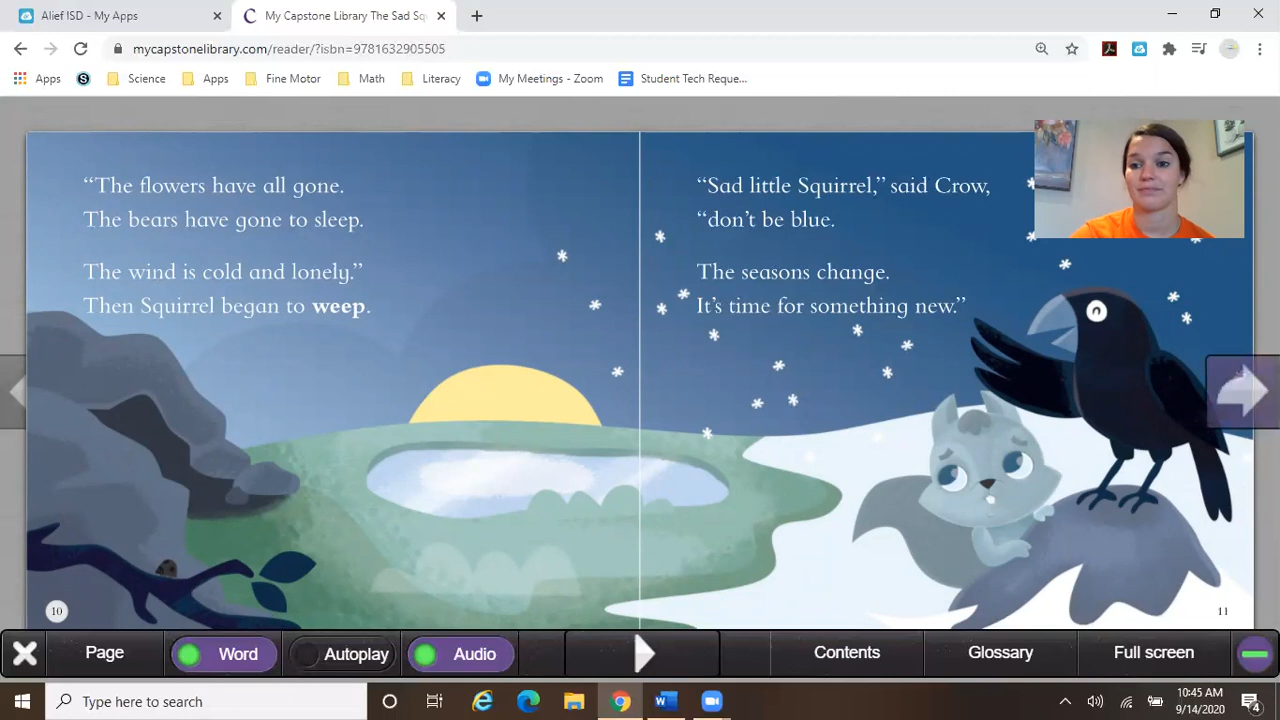 Alief ISD - My Apps
My Capstone Library The Sad Sq
mycapstonelibrary.com/reader/?isbn=9781632905505
Apps
Science
Apps
Fine Motor
Math
Literacy
My Meetings - Zoom
Student Tech Reque...
“The flowers have all gone.
The bears have gone to sleep.
The wind is cold and lonely.”
Then Squirrel began to weep.
10
“Sad little Squirrel,” said Crow,
“don’t be blue.
The seasons change.
It’s time for something new.”
11
Page
Word
Autoplay
Audio
Contents
Glossary
Full screen
Type here to search
10:45 AM
9/14/2020
4